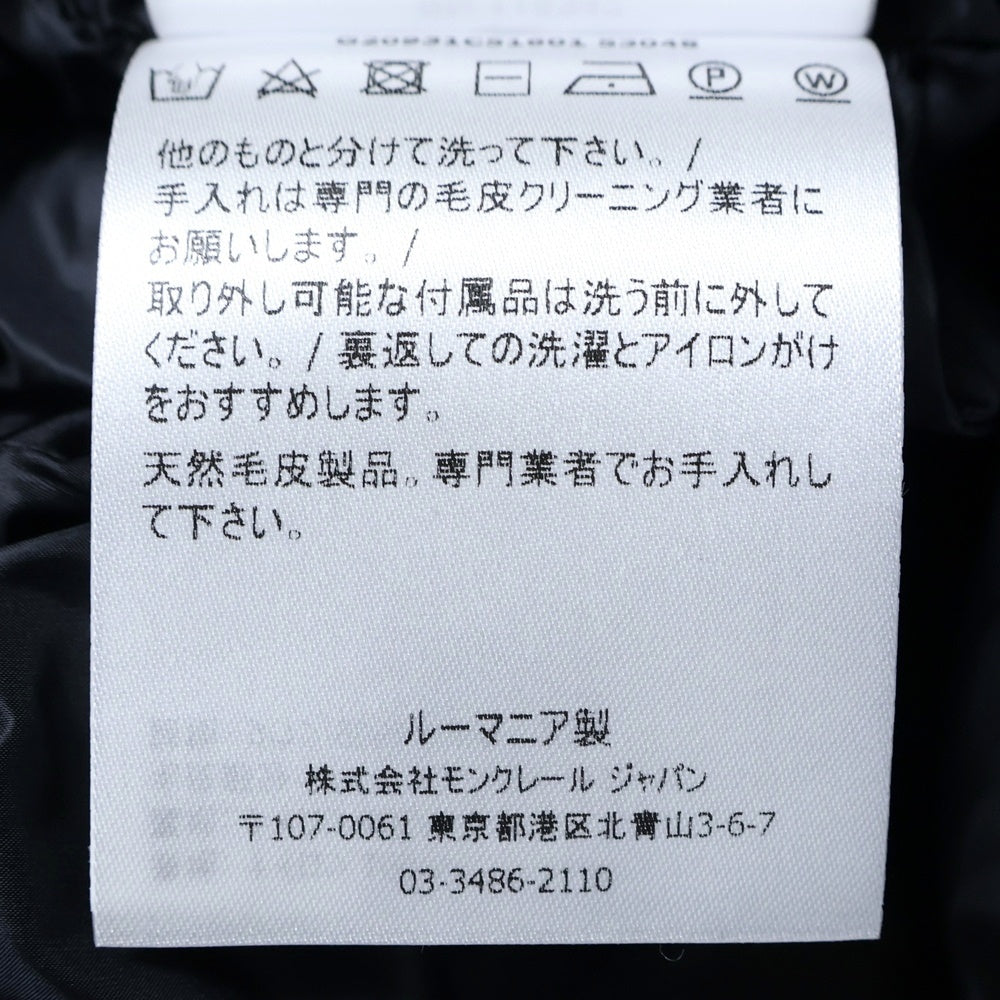 P W
他のものと分けて洗って下さい。/
手入れは専門の毛皮クリーニング業者に
お願いします。/
取り外し可能な付属品は洗う前に外して
ください。/ 裏返しての洗濯とアイロンがけ
をおすすめします。
天然毛皮製品。専門業者でお手入れし
て下さい。
ルーマニア製
株式会社モンクレール ジャパン
〒107-0061 東京都港区北青山3-6-7
03-3486-2110